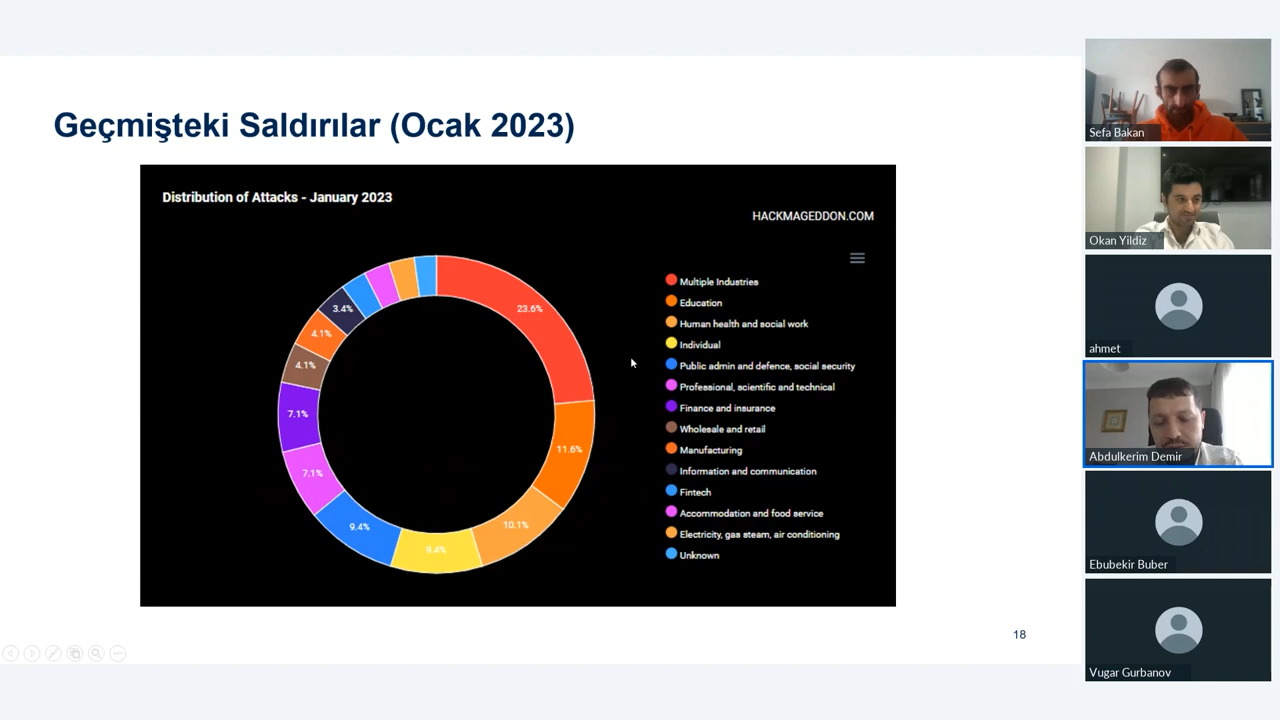 Geçmişteki Saldırılar (Ocak 2023)
Distribution of Attacks - January 2023
HACKMAGEDDON.COM
23.6%
11.6%
10.1%
9.4%
9.4%
7.1%
7.1%
4.1%
4.1%
3.4%
Multiple Industries
Education
Human health and social work
Individual
Public admin and defence, social security
Professional, scientific and technical
Finance and insurance
Wholesale and retail
Manufacturing
Information and communication
Fintech
Accommodation and food service
Electricity, gas steam, air conditioning
Unknown
18
Sefa Bakan
Okan Yildiz
ahmet
Abdulkerim Demir
Ebubekir Buber
Vugar Gurbanov